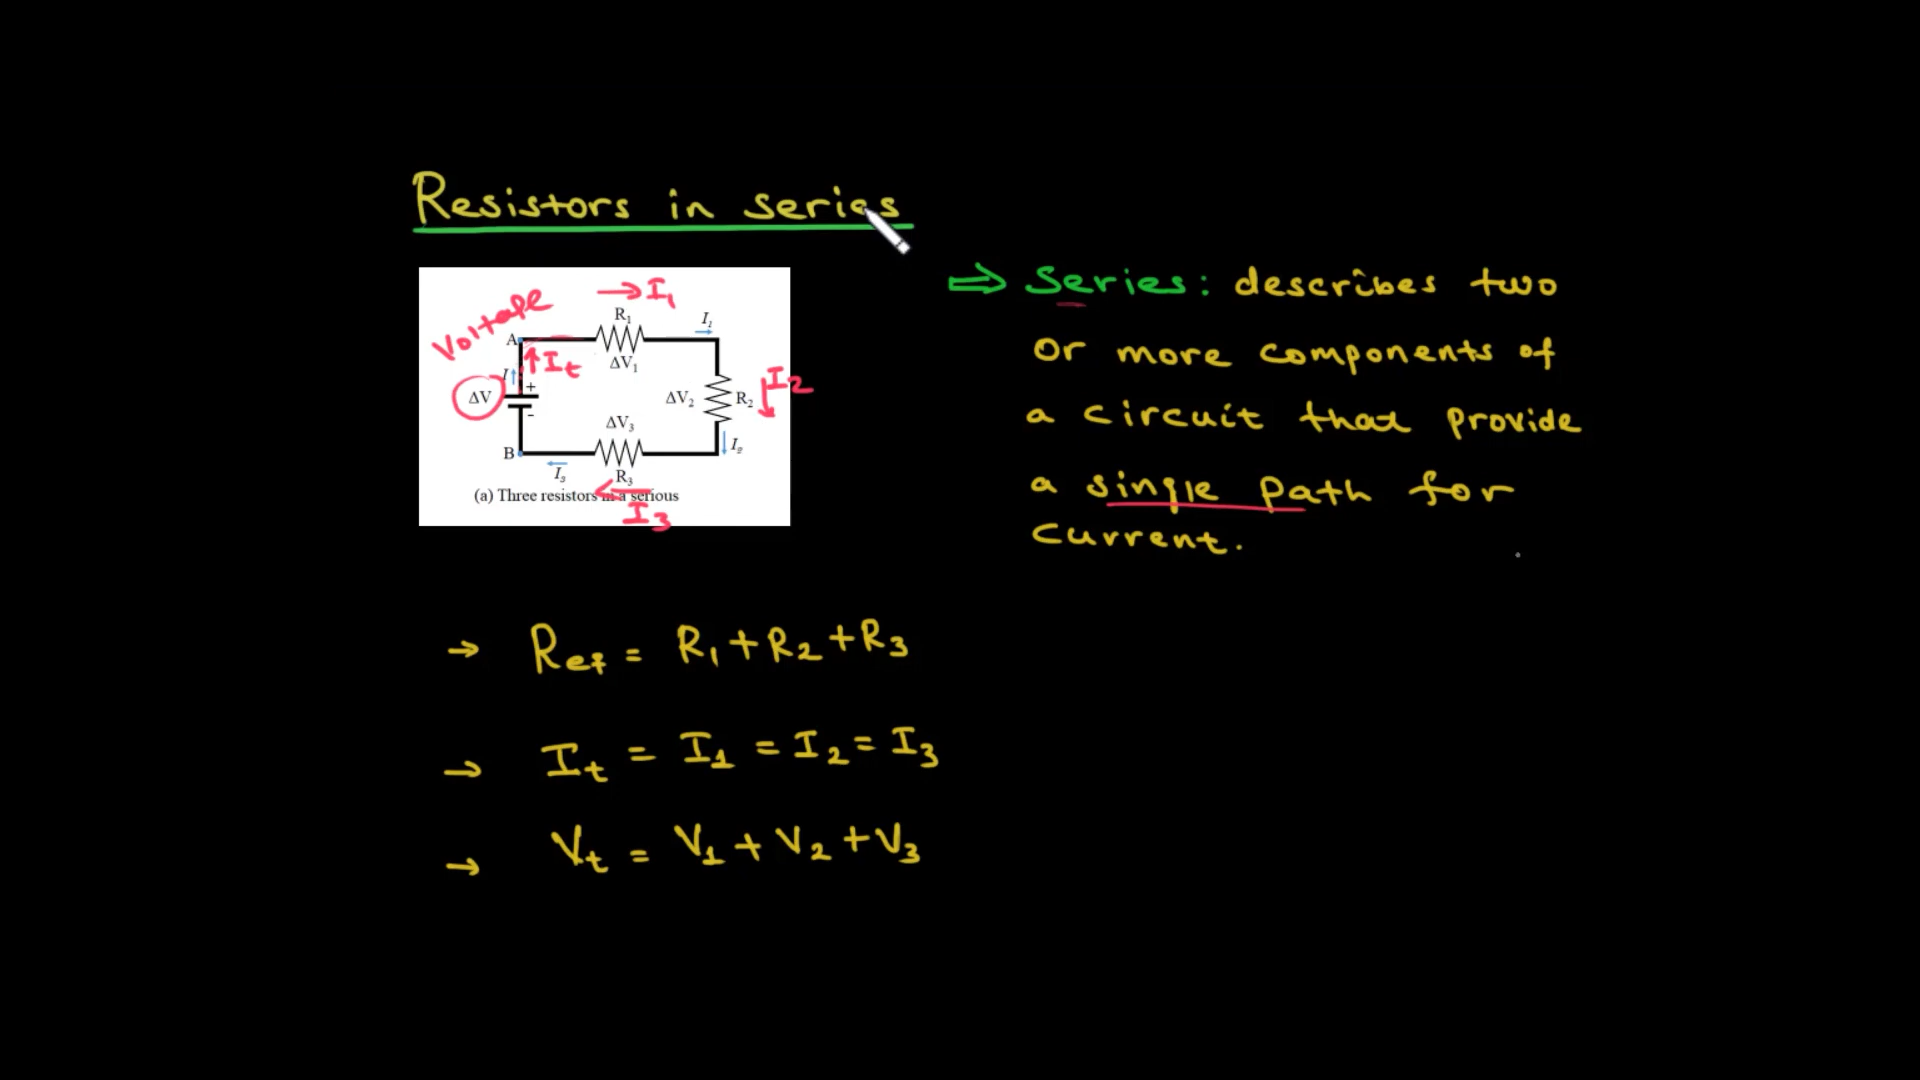 Resistors in series
Voltage
→ I₁
R₁
I₁
A
↑ It
ΔV₁
I
+
ΔV
-
ΔV₂
R₂
I2
ΔV₃
I₂
B
I₃
R₃
(a) Three resistors in a serious
I3
⇒ Series: describes two
or more components of
a circuit that provide
a single path for
current.
→ Req = R₁ + R₂ + R₃
→ It = I₁ = I₂ = I₃
→ Vt = V₁ + V₂ + V₃